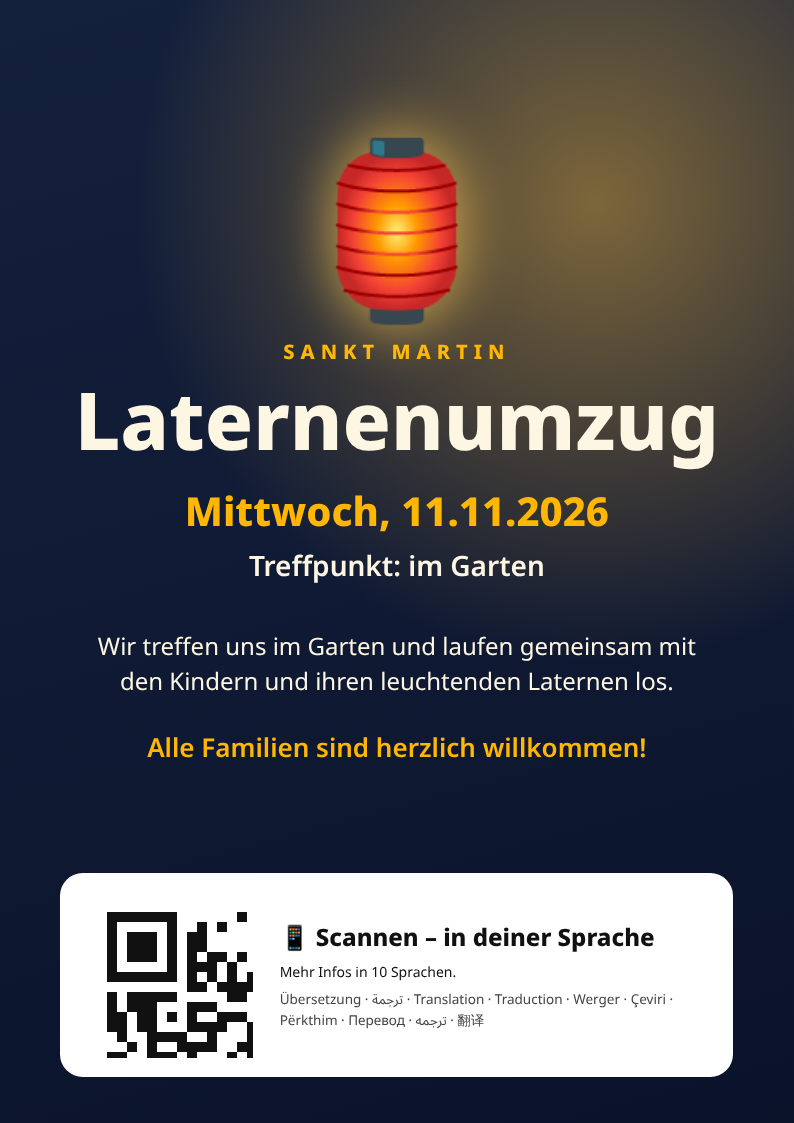 SANKT MARTIN
Laternenumzug
Mittwoch, 11.11.2026
Treffpunkt: im Garten
Wir treffen uns im Garten und laufen gemeinsam mit
den Kindern und ihren leuchtenden Laternen los.
Alle Familien sind herzlich willkommen!
📱 Scannen – in deiner Sprache
Mehr Infos in 10 Sprachen.
Übersetzung · ترجمة · Translation · Traduction · Werger · Çeviri ·
Përkthim · Перевод · ترجمه · 翻译